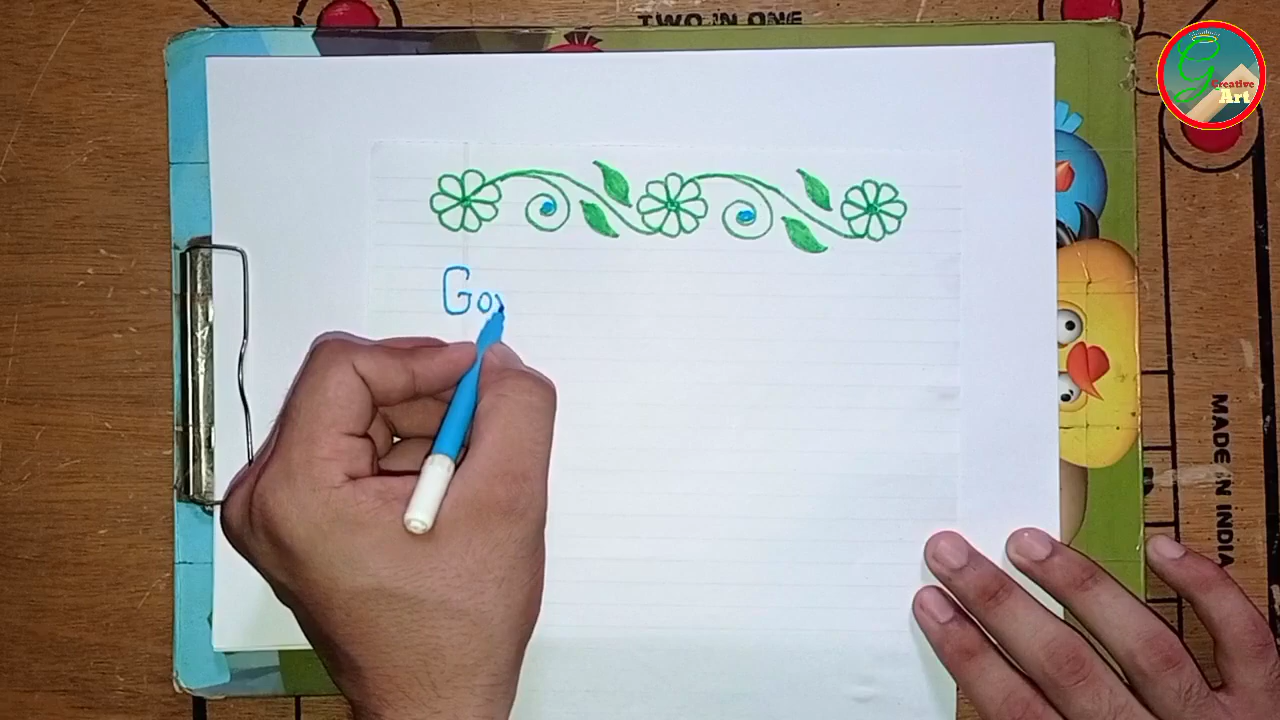 TWO IN ONE
Creative
Art
Go
MADE IN INDIA